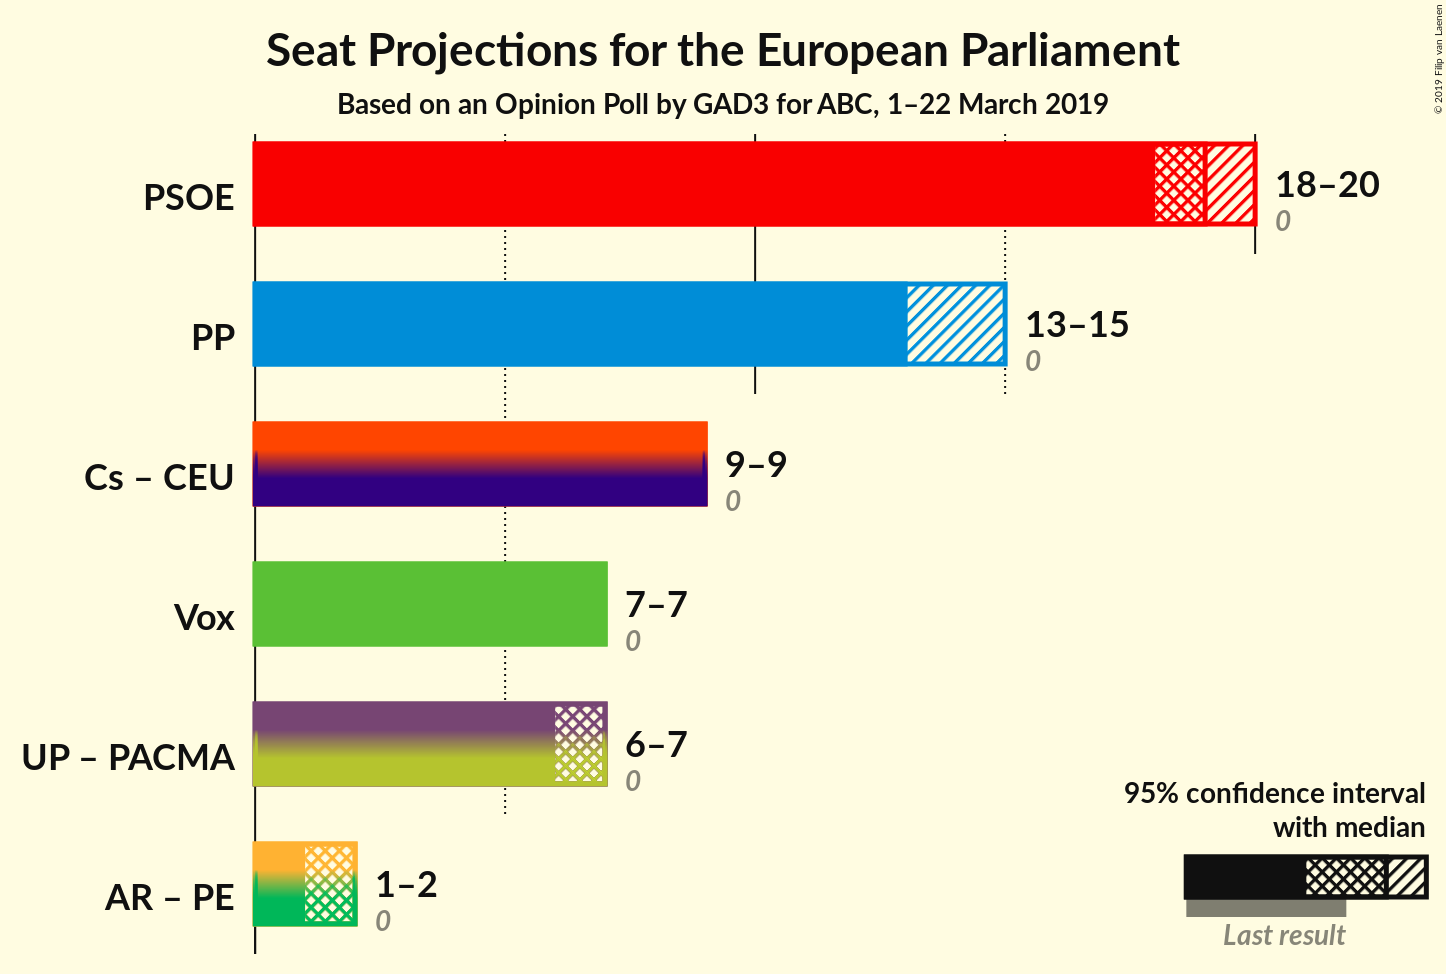 Seat Projections for the European Parliament
Based on an Opinion Poll by GAD3 for ABC, 1–22 March 2019
© 2019 Filip van Laenen
PSOE
18–20
0
PP
13–15
0
Cs – CEU
9–9
0
Vox
7–7
0
UP – PACMA
6–7
0
AR – PE
1–2
0
95% confidence interval
with median
Last result